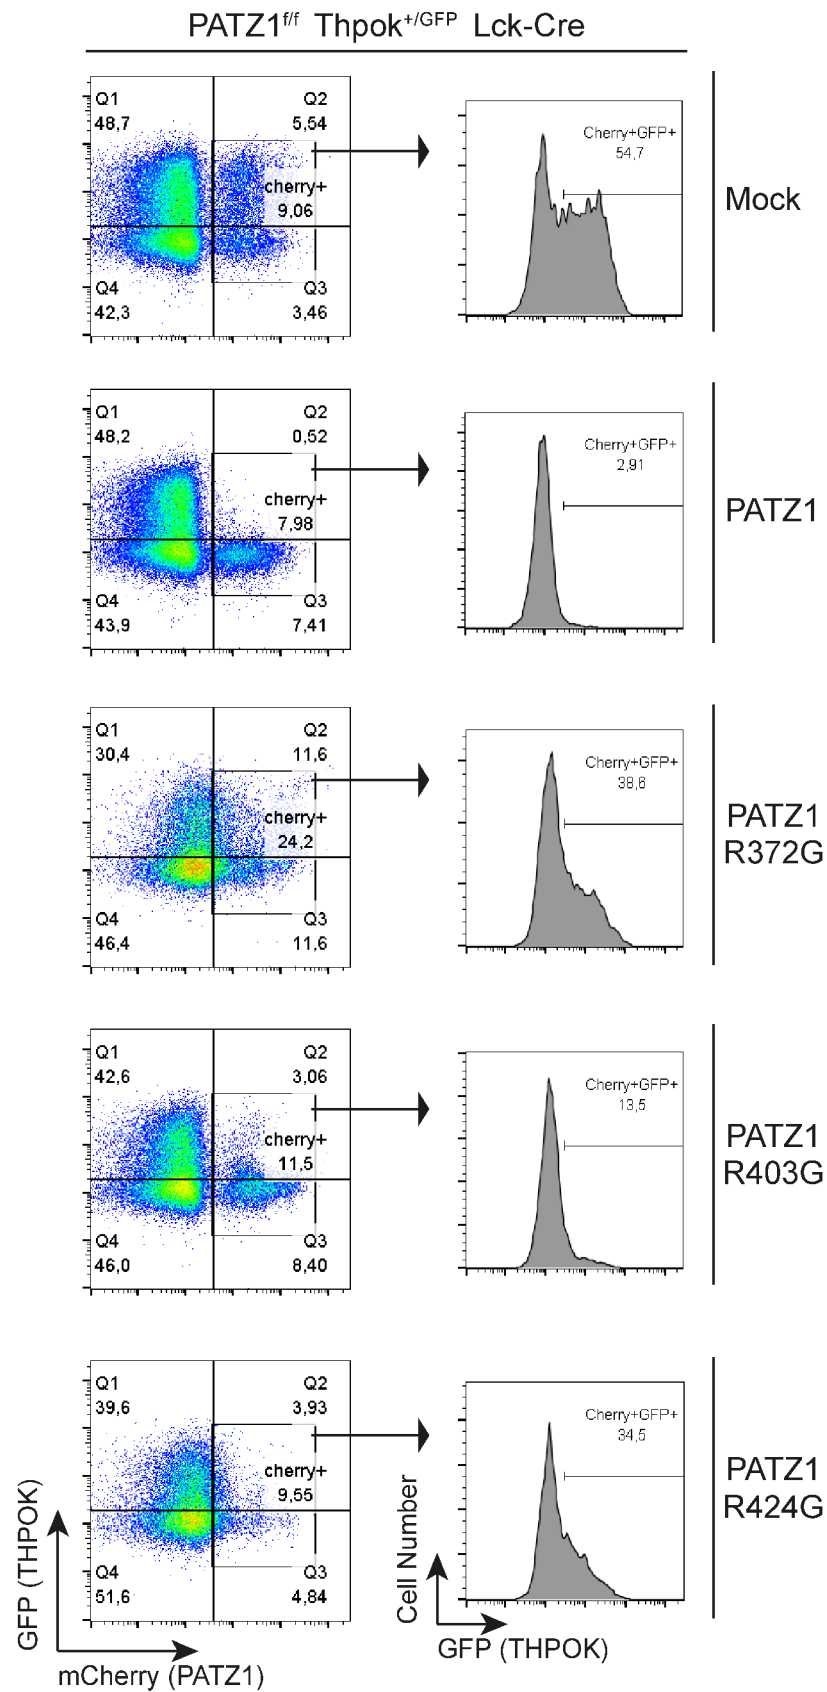 PATZ1f/f Thpok+/GFP Lck-Cre
Q1
48,7
Q2
5,54
cherry+
9,06
Q4
42,3
Q3
3,46
Cherry+GFP+
54,7
Mock
Q1
48,2
Q2
0,52
cherry+
7,98
Q4
43,9
Q3
7,41
Cherry+GFP+
2,91
PATZ1
Q1
30,4
Q2
11,6
cherry+
24,2
Q4
46,4
Q3
11,6
Cherry+GFP+
38,6
PATZ1
R372G
Q1
42,6
Q2
3,06
cherry+
11,5
Q4
46,0
Q3
8,40
Cherry+GFP+
13,5
PATZ1
R403G
Q1
39,6
Q2
3,93
cherry+
9,55
Q4
51,6
Q3
4,84
Cherry+GFP+
34,5
PATZ1
R424G
GFP (THPOK)
mCherry (PATZ1)
Cell Number
GFP (THPOK)